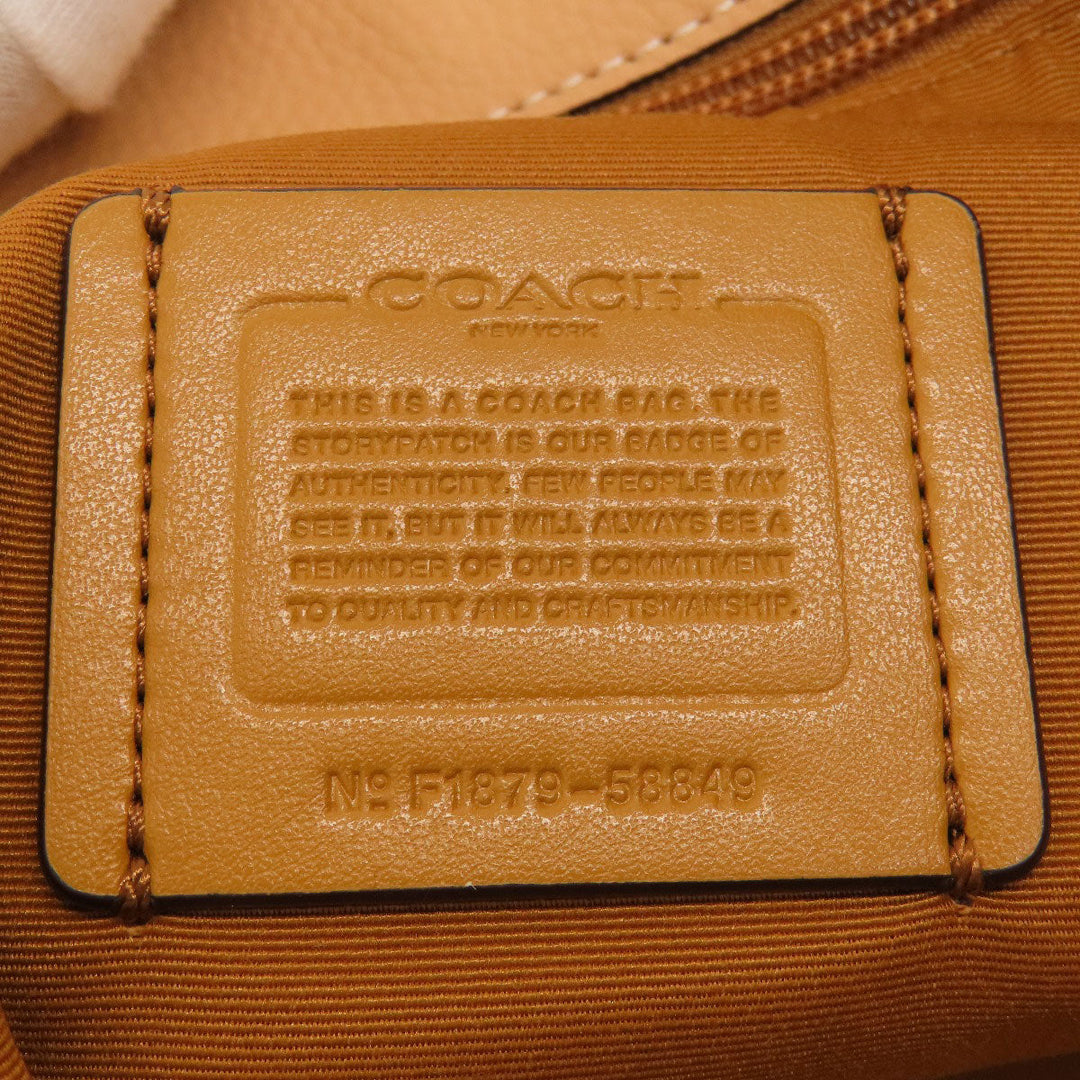 COACH
NEW YORK
THIS IS A COACH BAG. THE
STORYPATCH IS OUR BADGE OF
AUTHENTICITY. FEW PEOPLE MAY
SEE IT, BUT IT WILL ALWAYS BE A
REMINDER OF OUR COMMITMENT
TO QUALITY AND CRAFTSMANSHIP.
Nº F1879-58849